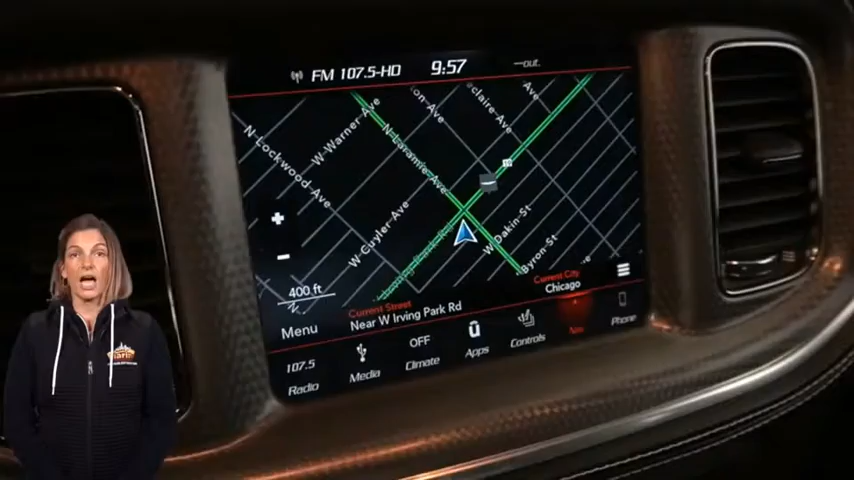 FM 107.5-HD
9:57
out.
N-Lockwood-Ave
W-Warner-Ave
N-Laramie-Ave
Ave
W-Cuyler-Ave
W-Dakin-St
Byron-St
400 ft
Menu
Current Street
Near W Irving Park Rd
Current City
Chicago
107.5
Radio
Media
OFF
Climate
Apps
Controls
Nav
Phone